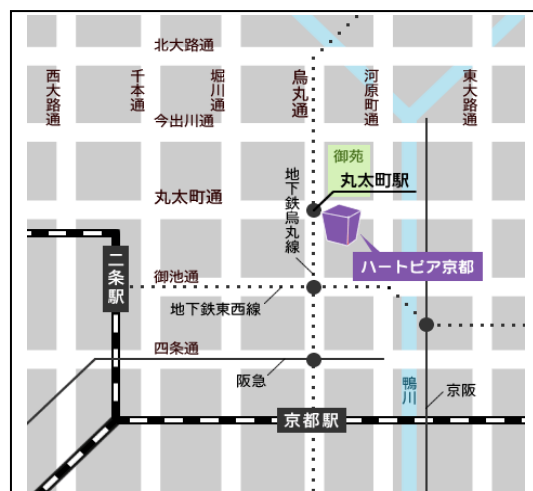 北大路通
西大路通
千本通
堀川通
烏丸通
河原町通
東大路通
今出川通
御苑
丸太町駅
丸太町通
地下鉄烏丸線
ハートピア京都
二条駅
御池通
地下鉄東西線
四条通
阪急
鴨川
京阪
京都駅